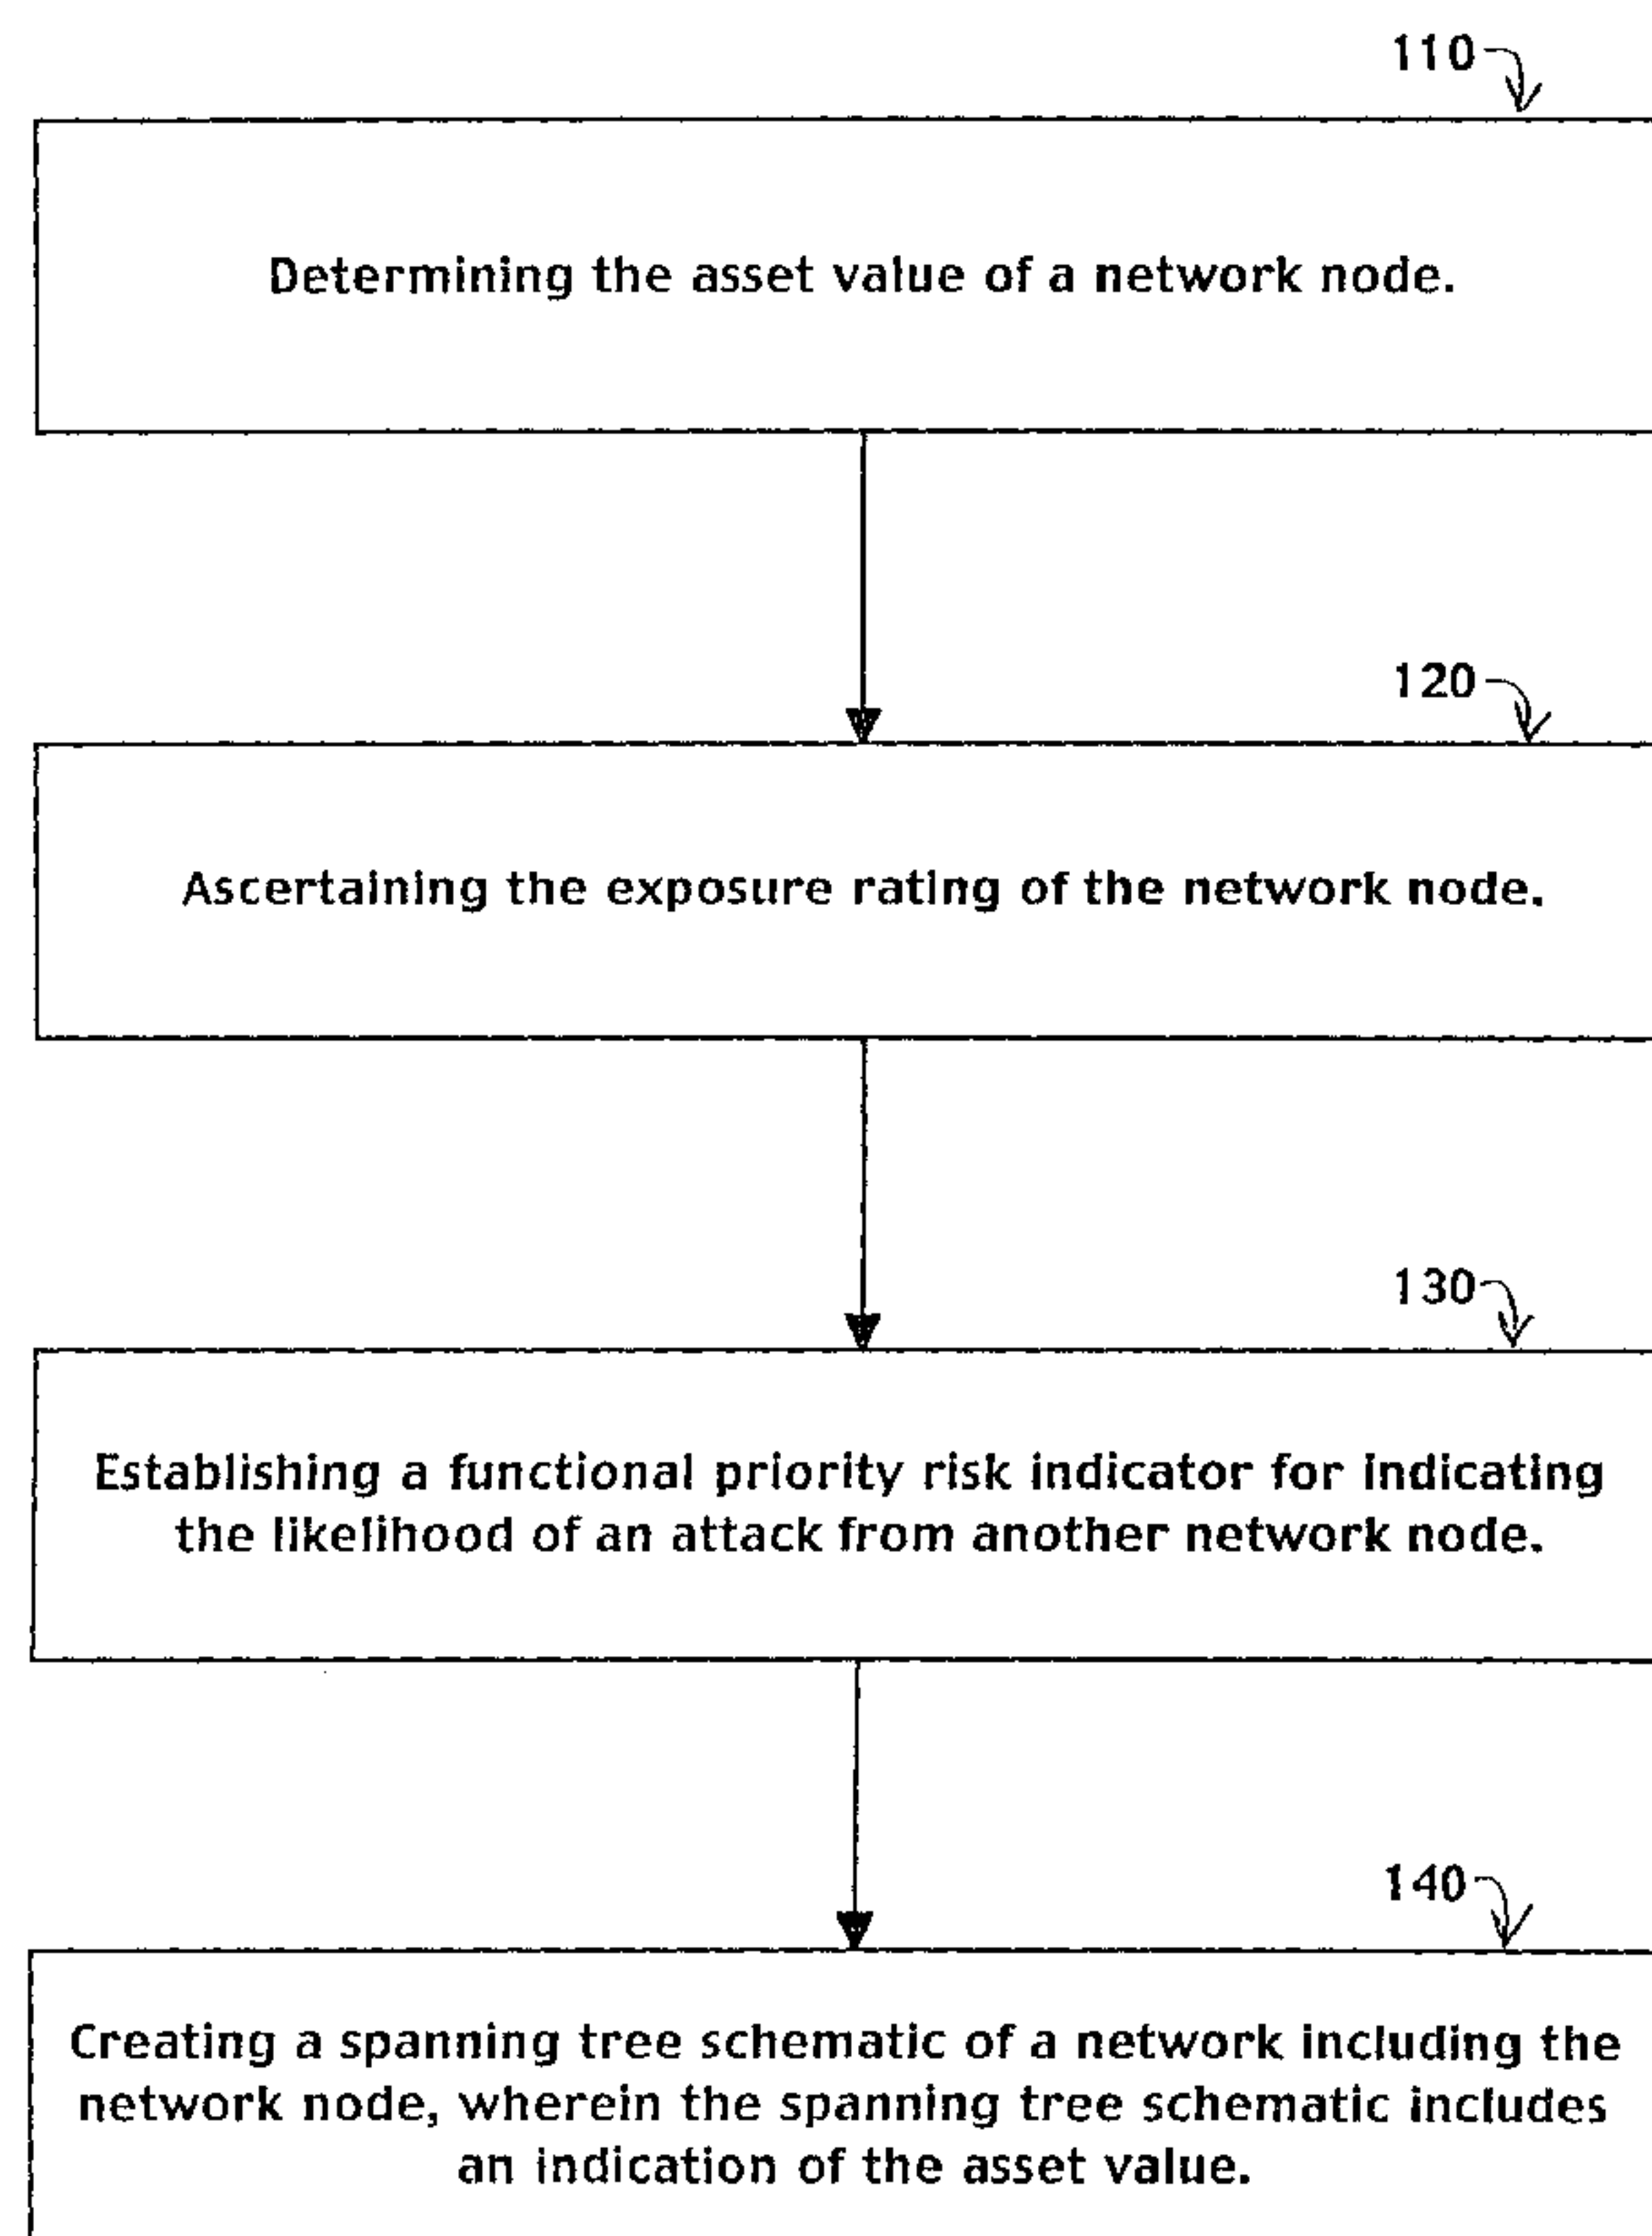 110
Determining the asset value of a network node.
120
Ascertaining the exposure rating of the network node.
130
Establishing a functional priority risk indicator for indicating
the likelihood of an attack from another network node.
140
Creating a spanning tree schematic of a network including the
network node, wherein the spanning tree schematic includes
an indication of the asset value.